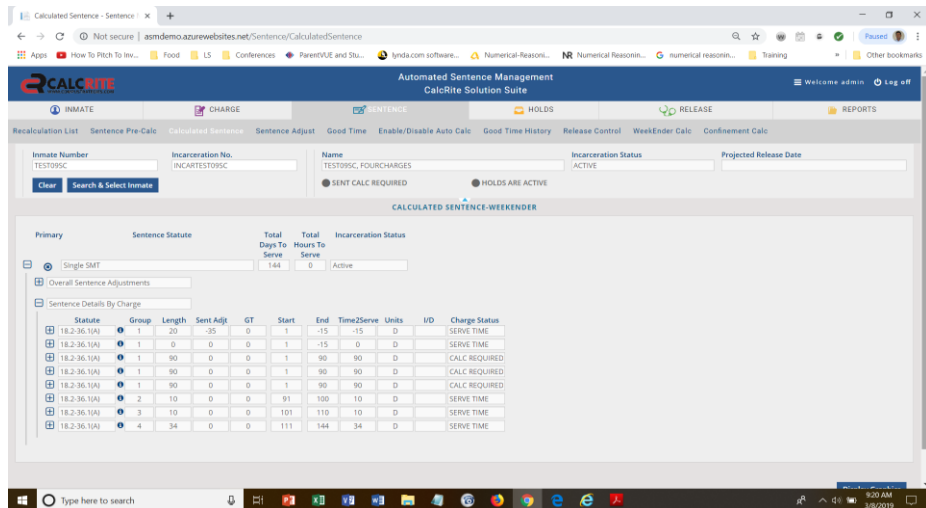 Calculated Sentence - Sentence
Not secure | asmdemo.azurewebsites.net/Sentence/CalculatedSentence
Paused
Apps How To Pitch To Inv... Food LS Conferences ParentVUE and Stu... lynda.com software... Numerical-Reasoni... NR Numerical Reasonin... numerical reasonin... Training » Other bookmarks
CALCRITE
Automated Sentence Management
CalcRite Solution Suite
Welcome admin Log off
INMATE CHARGE SENTENCE HOLDS RELEASE REPORTS
Recalculation List Sentence Pre-Calc Calculated Sentence Sentence Adjust Good Time Enable/Disable Auto Calc Good Time History Release Control WeekEnder Calc Confinement Calc
Inmate Number Incarceration No. Name Incarceration Status Projected Release Date
TEST09SC INCARTEST09SC TEST09SC, FOURCHARGES ACTIVE
Clear Search & Select Inmate SENT CALC REQUIRED HOLDS ARE ACTIVE
CALCULATED SENTENCE-WEEKENDER
Primary Sentence Statute Total Days To Serve Total Hours To Serve Incarceration Status
Single SMT 144 0 Active
Overall Sentence Adjustments
Sentence Details By Charge
Statute Group Length Sent Adjt GT Start End Time2Serve Units I/D Charge Status
18.2-36.1(A) 1 20 -35 0 1 -15 -15 D SERVE TIME
18.2-36.1(A) 1 0 0 0 1 -15 0 D SERVE TIME
18.2-36.1(A) 1 90 0 0 1 90 90 D CALC REQUIRED
18.2-36.1(A) 1 90 0 0 1 90 90 D CALC REQUIRED
18.2-36.1(A) 1 90 0 0 1 90 90 D CALC REQUIRED
18.2-36.1(A) 2 10 0 0 91 100 10 D SERVE TIME
18.2-36.1(A) 3 10 0 0 101 110 10 D SERVE TIME
18.2-36.1(A) 4 34 0 0 111 144 34 D SERVE TIME
Type here to search
9:20 AM
3/8/2019